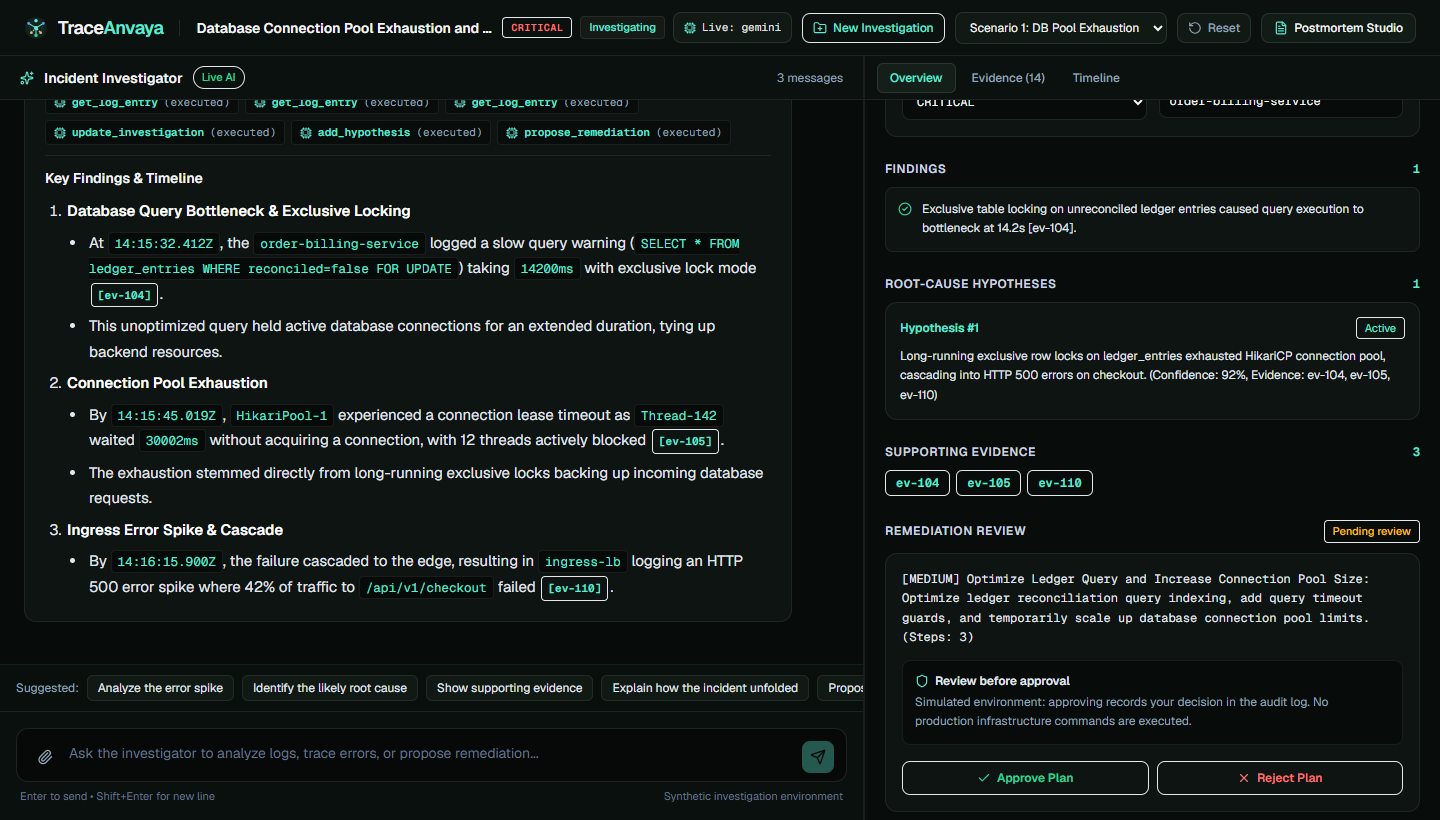 TraceAnvaya
Database Connection Pool Exhaustion and ...
CRITICAL
Investigating
Live: gemini
New Investigation
Scenario 1: DB Pool Exhaustion
Reset
Postmortem Studio
Incident Investigator
Live AI
3 messages
get_log_entry (executed)
get_log_entry (executed)
get_log_entry (executed)
update_investigation (executed)
add_hypothesis (executed)
propose_remediation (executed)
Key Findings & Timeline
1. Database Query Bottleneck & Exclusive Locking
• At 14:15:32.412Z, the order-billing-service logged a slow query warning ( SELECT * FROM
ledger_entries WHERE reconciled=false FOR UPDATE ) taking 14200ms with exclusive lock mode
[ev-104].
• This unoptimized query held active database connections for an extended duration, tying up
backend resources.
2. Connection Pool Exhaustion
• By 14:15:45.019Z, HikariPool-1 experienced a connection lease timeout as Thread-142
waited 30002ms without acquiring a connection, with 12 threads actively blocked [ev-105].
• The exhaustion stemmed directly from long-running exclusive locks backing up incoming database
requests.
3. Ingress Error Spike & Cascade
• By 14:16:15.900Z, the failure cascaded to the edge, resulting in ingress-lb logging an HTTP
500 error spike where 42% of traffic to /api/v1/checkout failed [ev-110].
Suggested:
Analyze the error spike
Identify the likely root cause
Show supporting evidence
Explain how the incident unfolded
Propos
Ask the investigator to analyze logs, trace errors, or propose remediation...
Enter to send • Shift+Enter for new line
Synthetic investigation environment
Overview
Evidence (14)
Timeline
CRITICAL
order-billing-service
FINDINGS
1
Exclusive table locking on unreconciled ledger entries caused query execution to
bottleneck at 14.2s [ev-104].
ROOT-CAUSE HYPOTHESES
1
Hypothesis #1
Active
Long-running exclusive row locks on ledger_entries exhausted HikariCP connection pool,
cascading into HTTP 500 errors on checkout. (Confidence: 92%, Evidence: ev-104, ev-105,
ev-110)
SUPPORTING EVIDENCE
3
ev-104
ev-105
ev-110
REMEDIATION REVIEW
Pending review
[MEDIUM] Optimize Ledger Query and Increase Connection Pool Size:
Optimize ledger reconciliation query indexing, add query timeout
guards, and temporarily scale up database connection pool limits.
(Steps: 3)
Review before approval
Simulated environment: approving records your decision in the audit log. No
production infrastructure commands are executed.
Approve Plan
Reject Plan